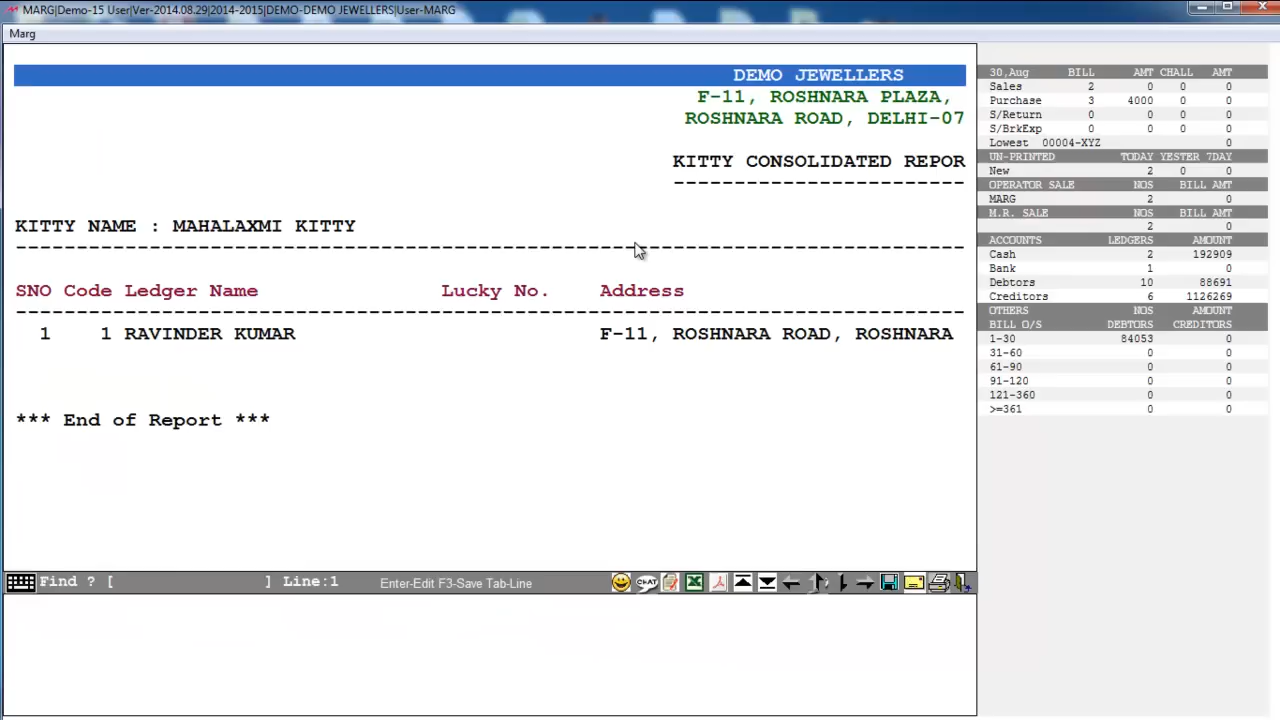 MARG|Demo-15 User|Ver-2014.08.29|2014-2015|DEMO-DEMO JEWELLERS|User-MARG
Marg
DEMO JEWELLERS
F-11, ROSHNARA PLAZA,
ROSHNARA ROAD, DELHI-07
KITTY CONSOLIDATED REPOR
------------------------
KITTY NAME : MAHALAXMI KITTY
SNO Code Ledger Name Lucky No. Address
1 1 RAVINDER KUMAR F-11, ROSHNARA ROAD, ROSHNARA
*** End of Report ***
Find ? [ ] Line:1 Enter-Edit F3-Save Tab-Line CHAT
30,Aug BILL AMT CHALL AMT
Sales 2 0 0 0
Purchase 3 4000 0 0
S/Return 0 0 0 0
S/BrkExp 0 0 0 0
Lowest 00004-XYZ 0
UN-PRINTED TODAY YESTER 7DAY
New 2 0 0
OPERATOR SALE NOS BILL AMT
MARG 2 0
M.R. SALE NOS BILL AMT
2 0
ACCOUNTS LEDGERS AMOUNT
Cash 2 192909
Bank 1 0
Debtors 10 88691
Creditors 6 1126269
OTHERS NOS AMOUNT
BILL O/S DEBTORS CREDITORS
1-30 84053 0
31-60 0 0
61-90 0 0
91-120 0 0
121-360 0 0
>=361 0 0